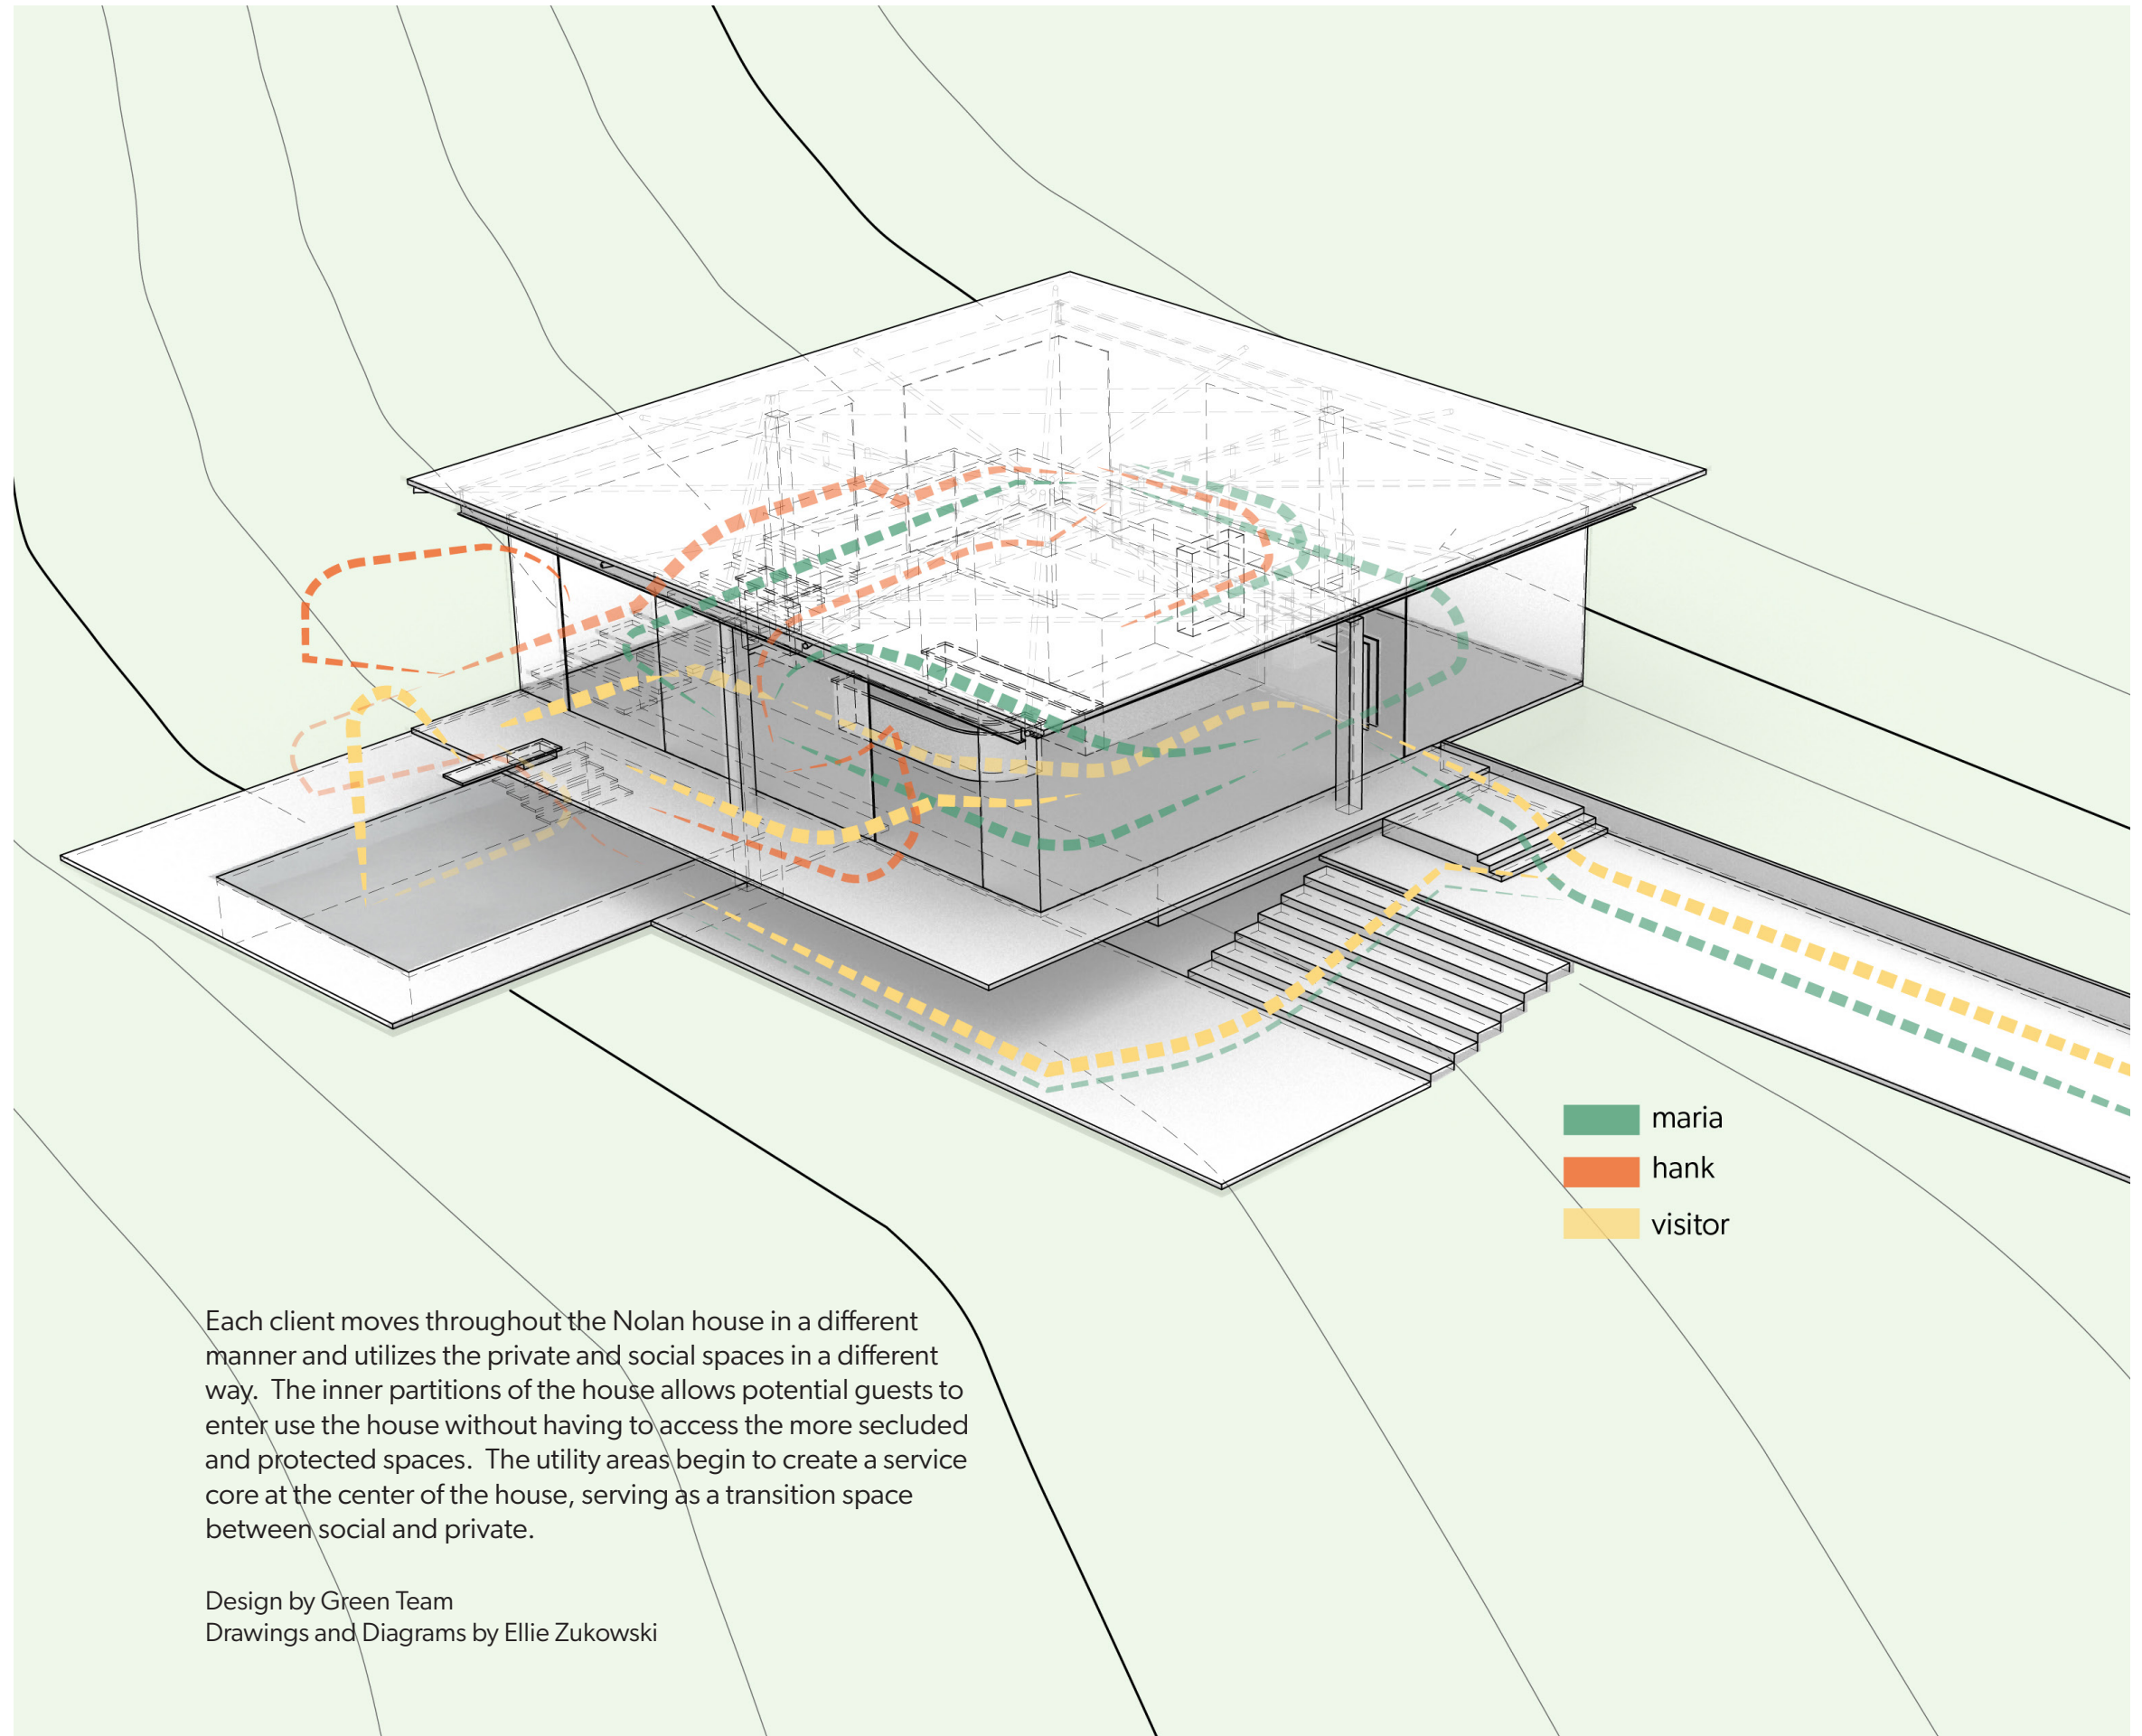 maria
hank
visitor
Each client moves throughout the Nolan house in a different
manner and utilizes the private and social spaces in a different
way.  The inner partitions of the house allows potential guests to
enter use the house without having to access the more secluded
and protected spaces.  The utility areas begin to create a service
core at the center of the house, serving as a transition space
between social and private.
Design by Green Team
Drawings and Diagrams by Ellie Zukowski